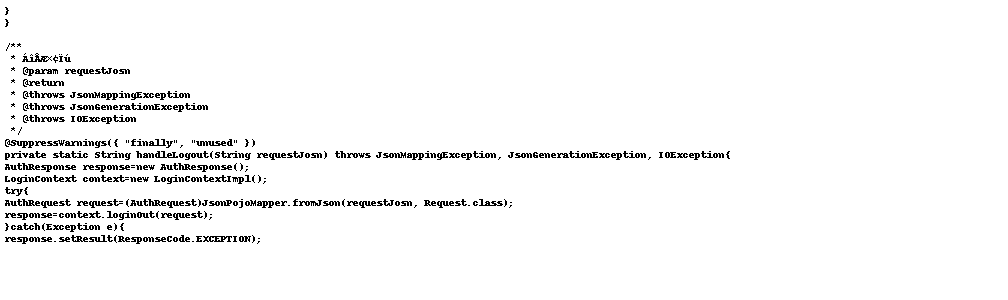 }
}
/**
 * ÁîÅÆ×¢Ïú
 * @param requestJosn
 * @return
 * @throws JsonMappingException
 * @throws JsonGenerationException
 * @throws IOException
 */
@SuppressWarnings({ "finally", "unused" })
private static String handleLogout(String requestJosn) throws JsonMappingException, JsonGenerationException, IOException{
AuthResponse response=new AuthResponse();
LoginContext context=new LoginContextImpl();
try{
AuthRequest request=(AuthRequest)JsonPojoMapper.fromJson(requestJosn, Request.class);
response=context.loginOut(request);
}catch(Exception e){
response.setResult(ResponseCode.EXCEPTION);